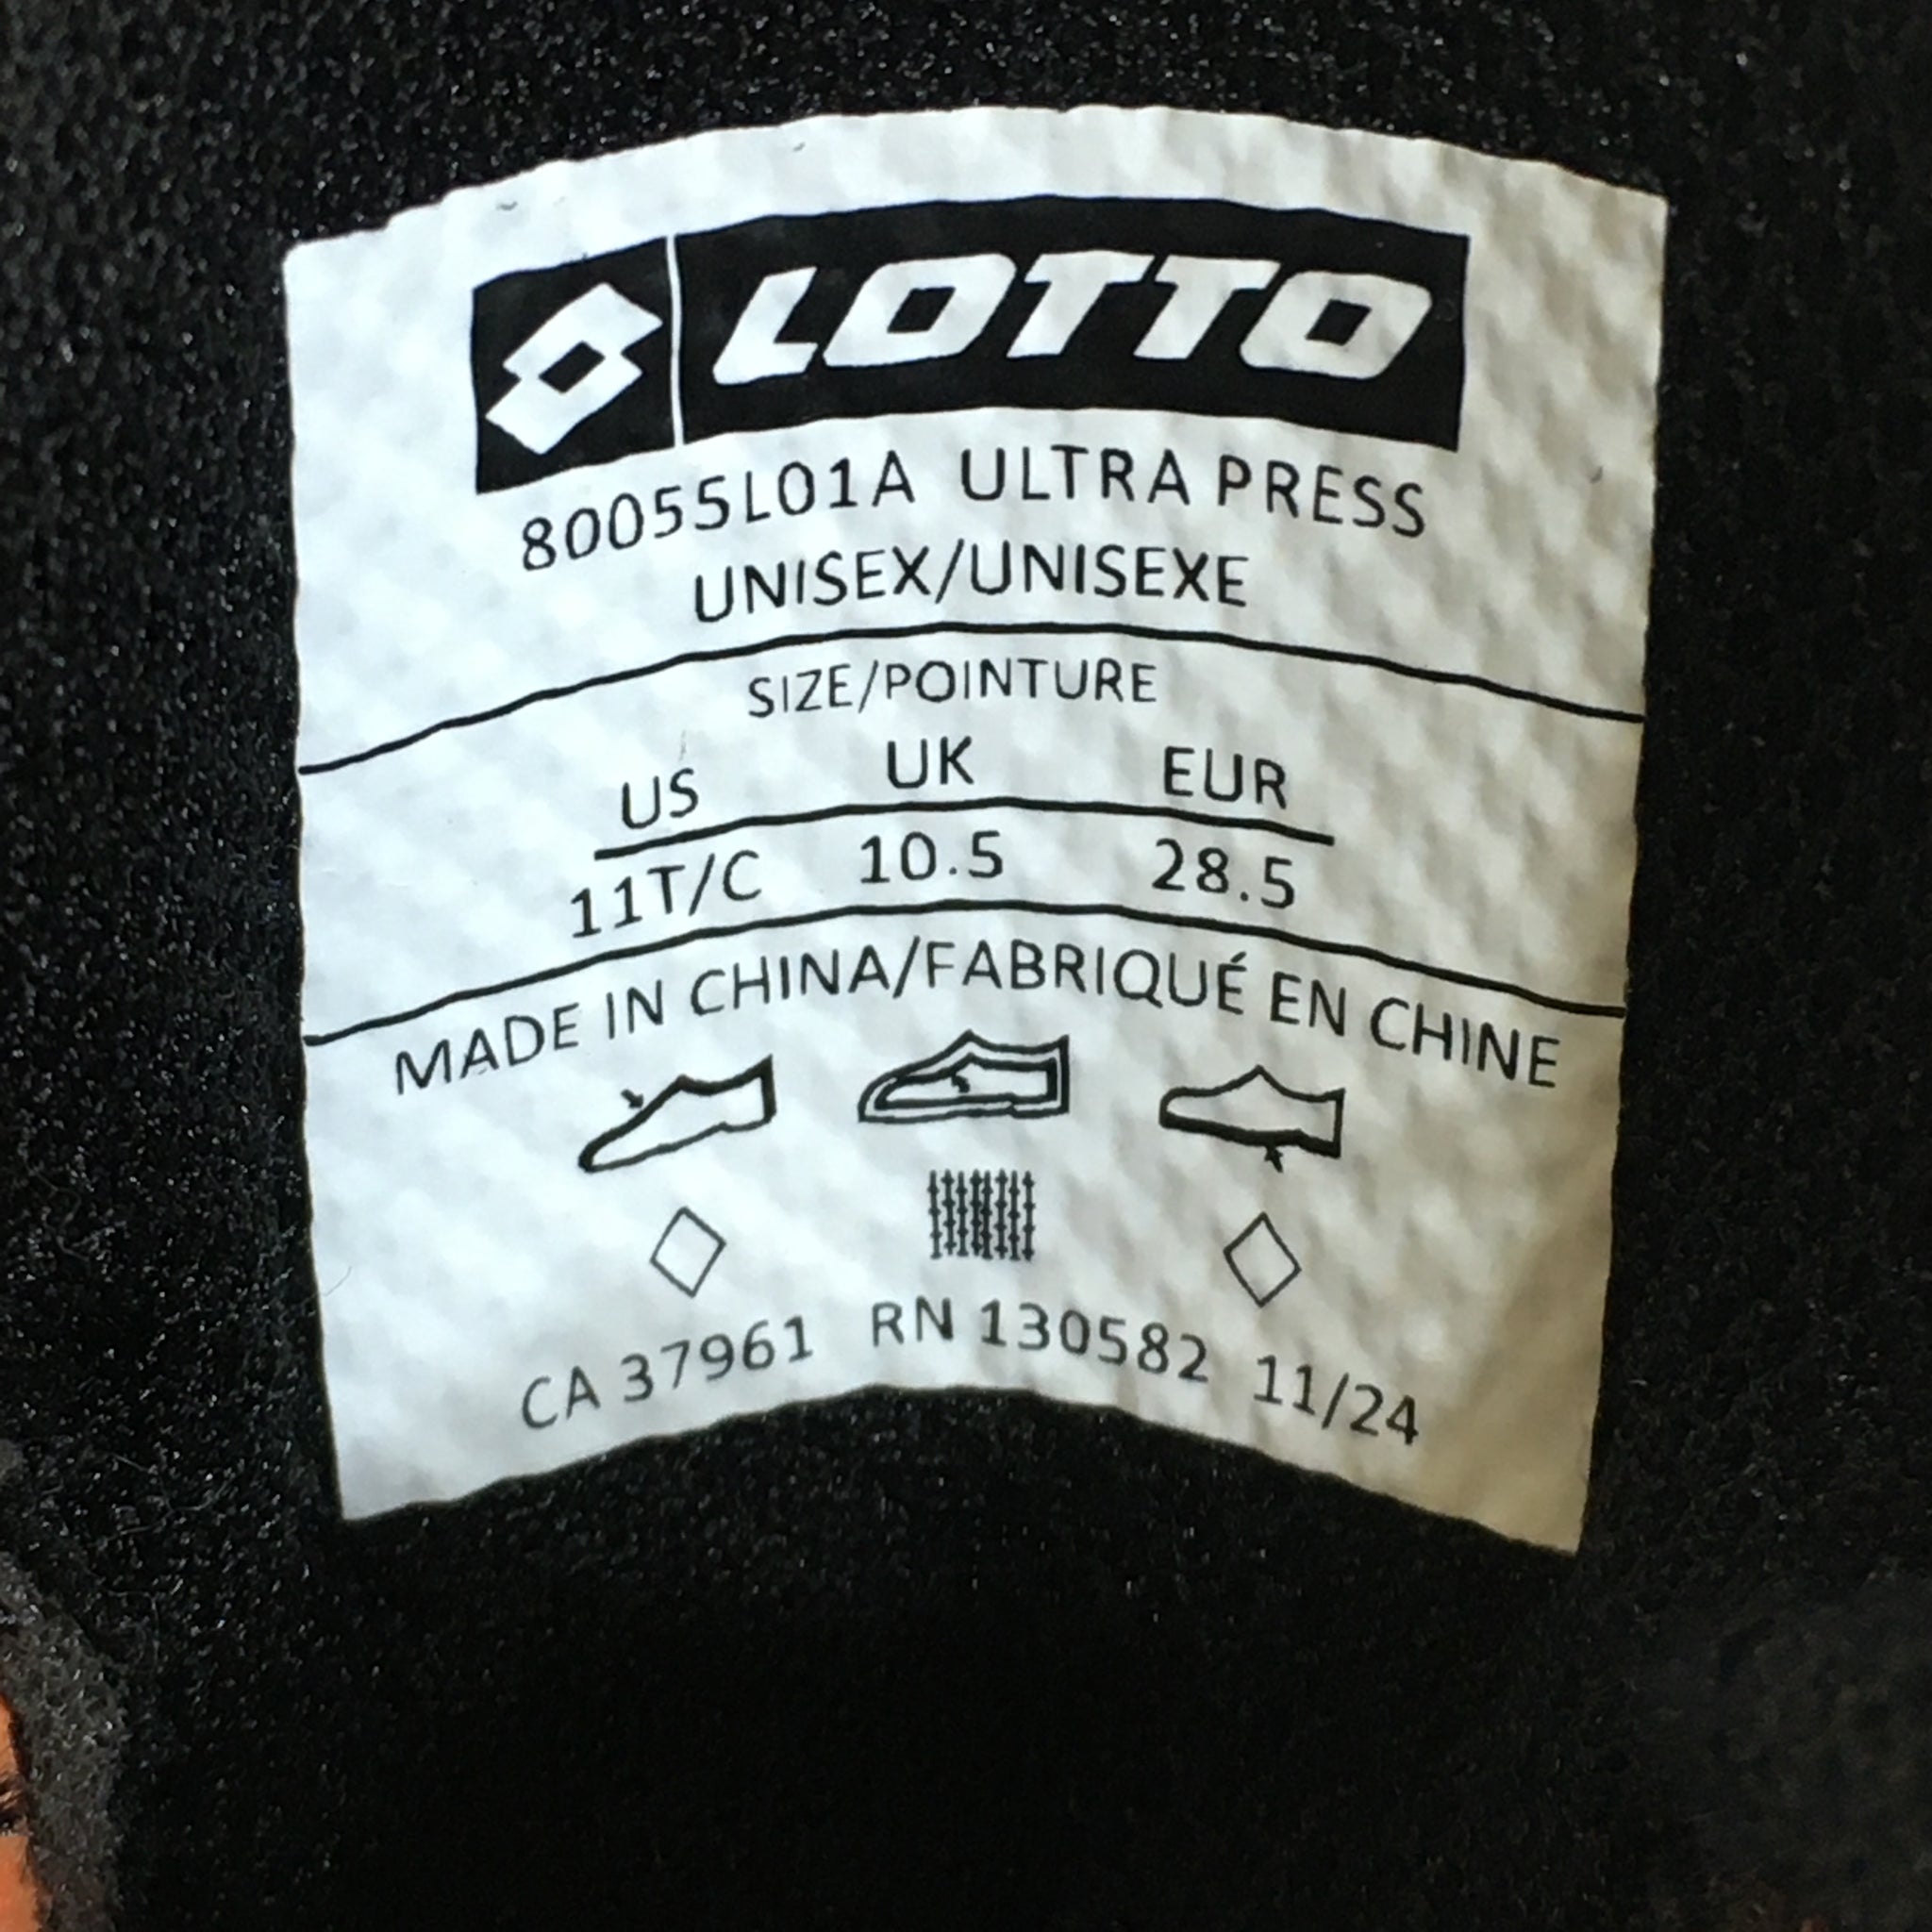 LOTTO
80055L01A ULTRA PRESS
UNISEX/UNISEXE
SIZE/POINTURE
US UK EUR
11T/C 10.5 28.5
MADE IN CHINA/FABRIQUÉ EN CHINE
CA 37961 RN 130582 11/24